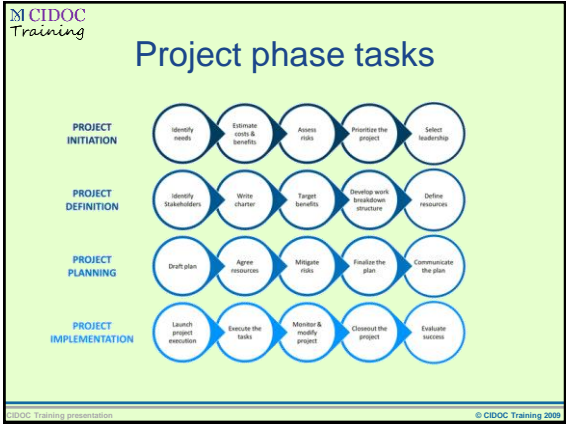 CIDOC
Training
Project phase tasks
PROJECT
INITIATION
Identify
needs
Estimate
costs &
benefits
Assess
risks
Prioritize the
project
Select
leadership
PROJECT
DEFINITION
Identify
Stakeholders
Write
charter
Target
benefits
Develop work
breakdown
structure
Define
resources
PROJECT
PLANNING
Draft plan
Agree
resources
Mitigate
risks
Finalize the
plan
Communicate
the plan
PROJECT
IMPLEMENTATION
Launch
project
execution
Execute the
tasks
Monitor &
modify
project
Closeout the
project
Evaluate
success
CIDOC Training presentation
© CIDOC Training 2009